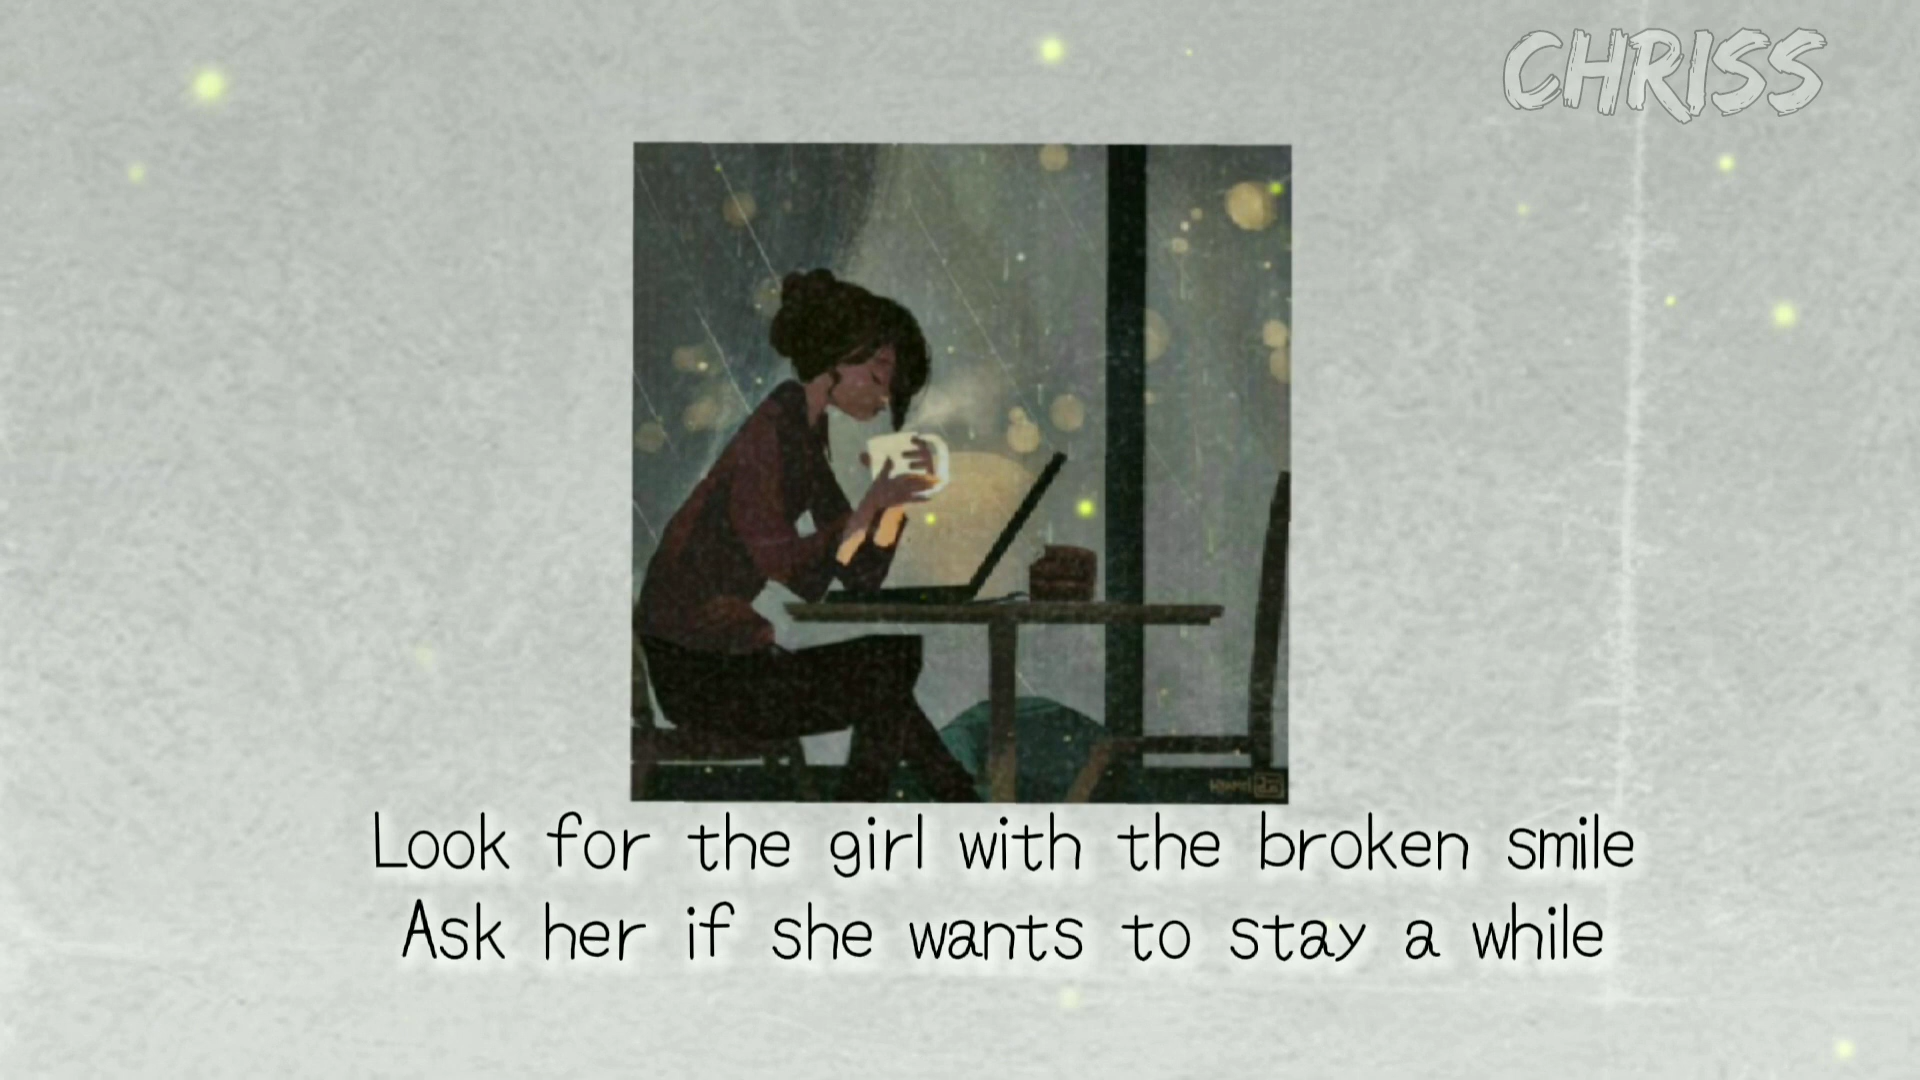 CHRISS
Look for the girl with the broken smile
Ask her if she wants to stay a while